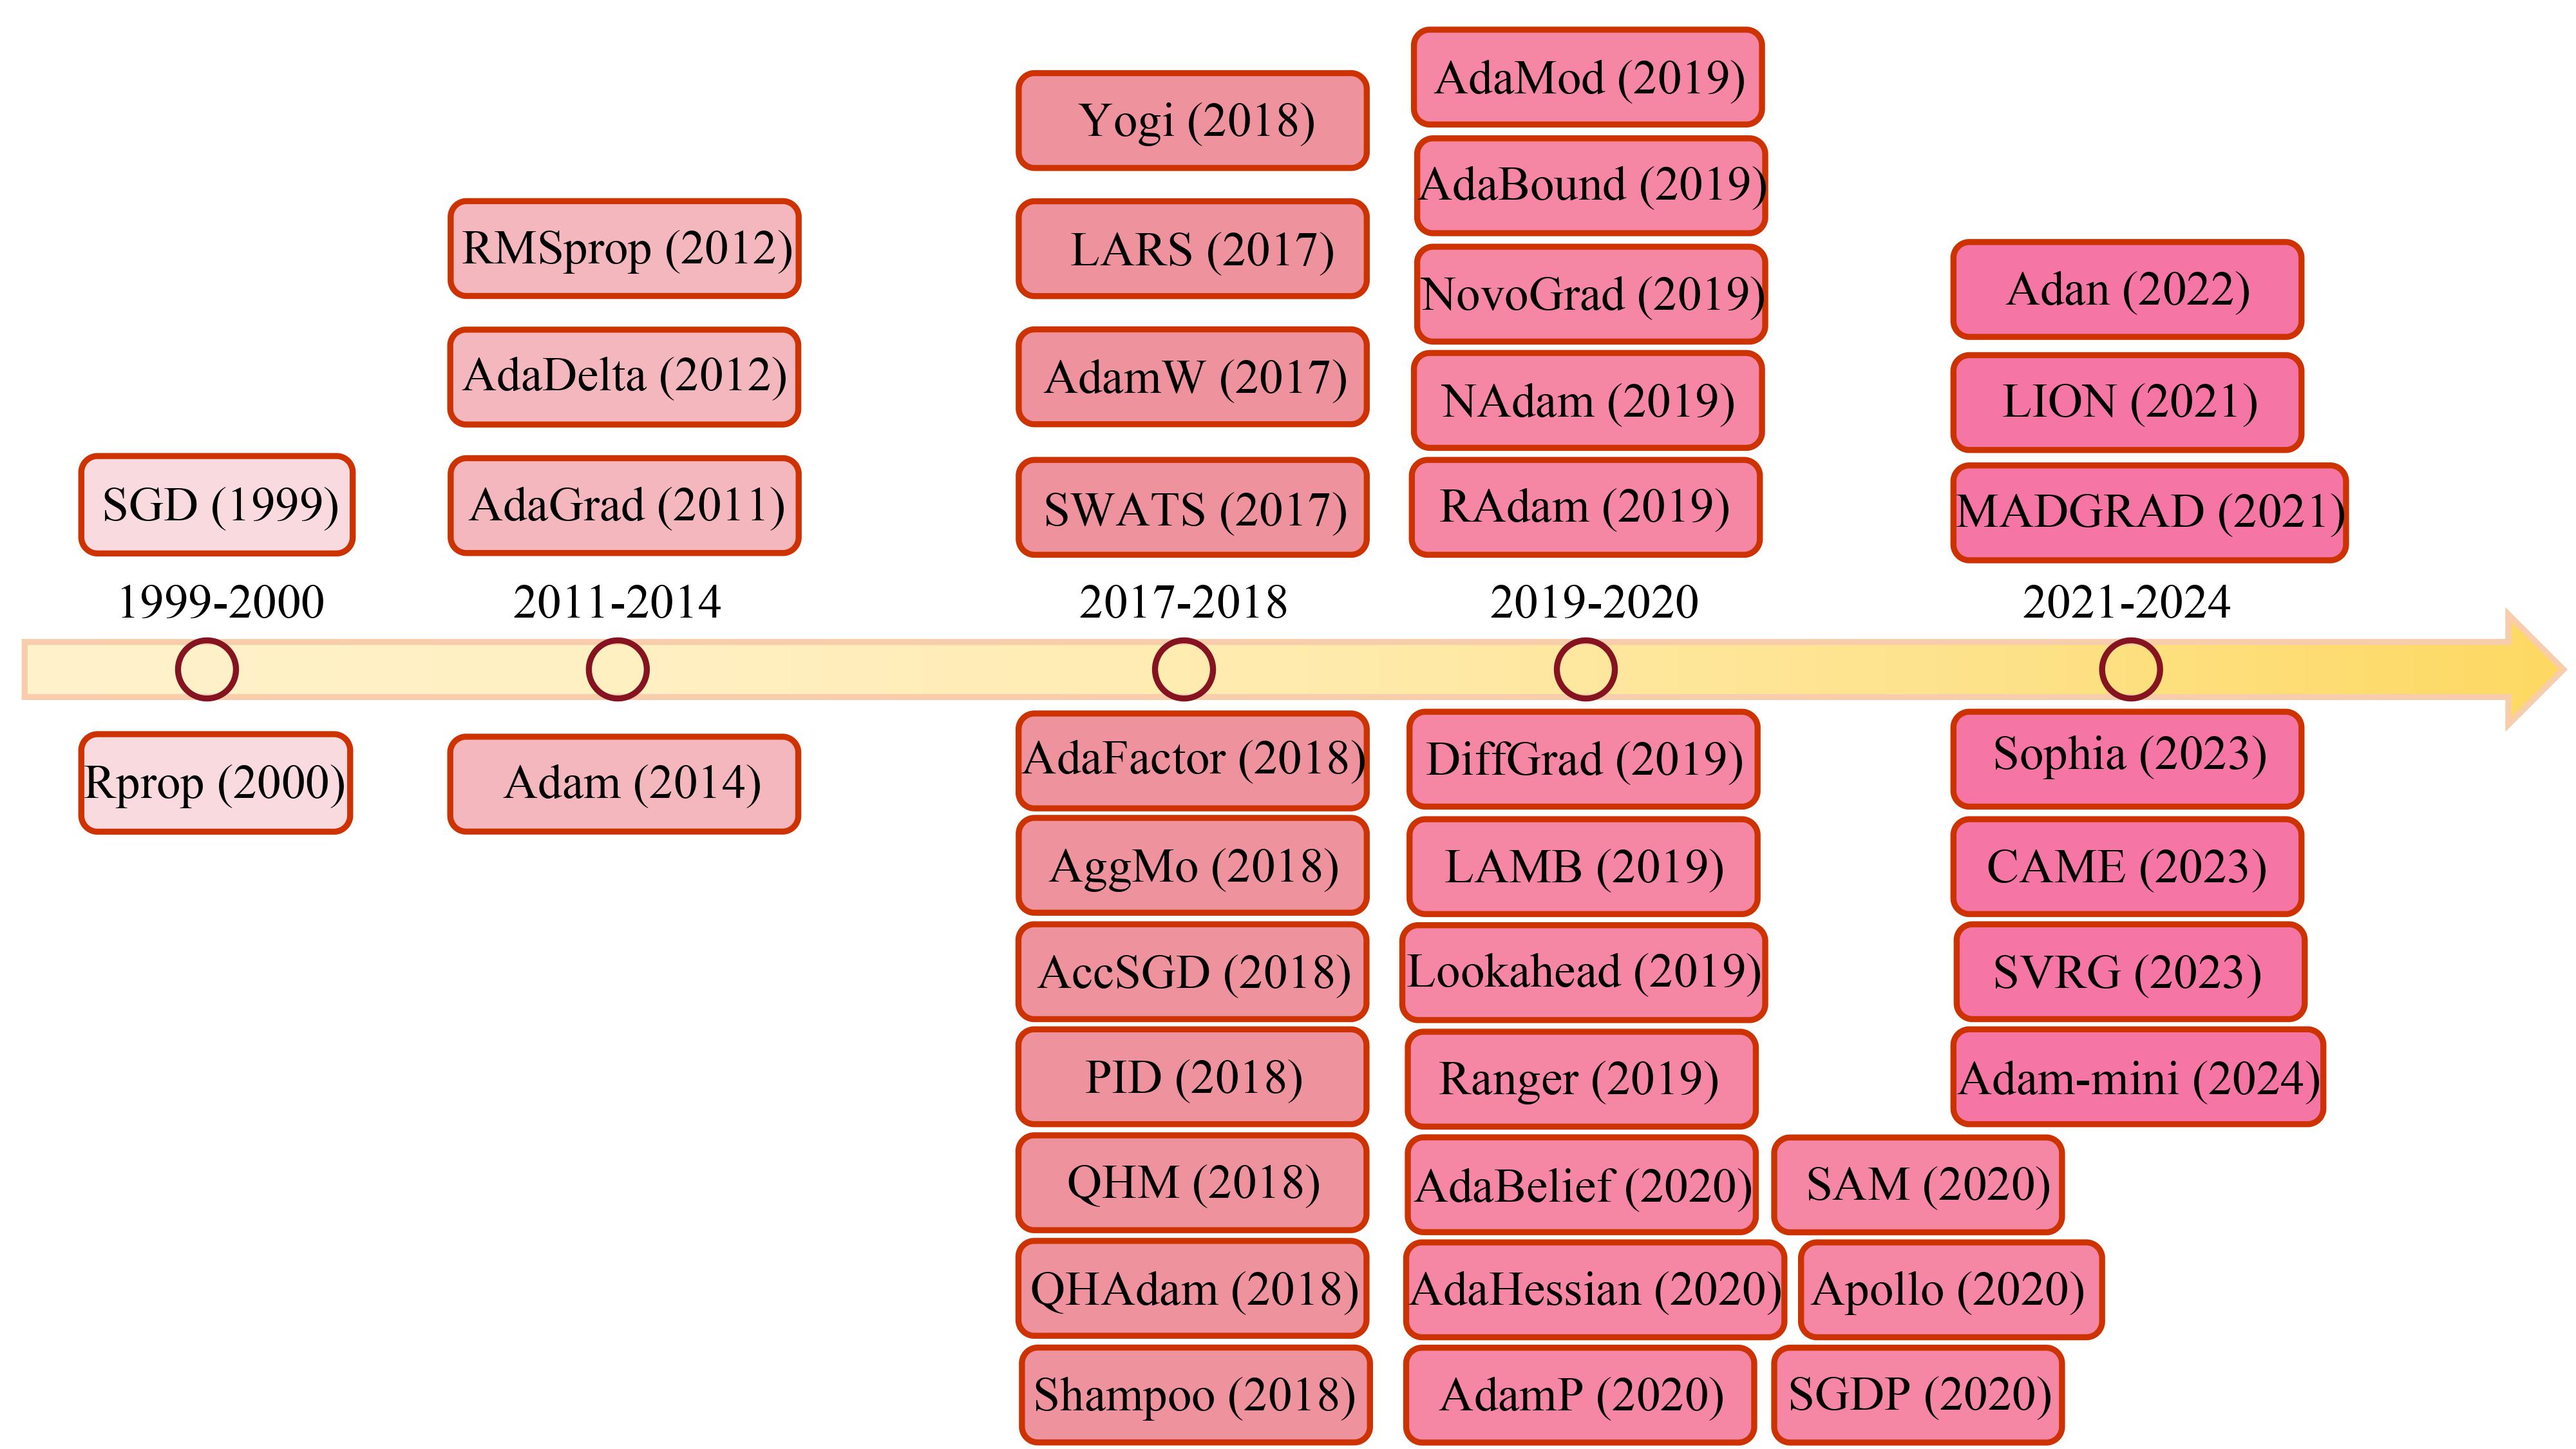 SGD (1999)
1999-2000
Rprop (2000)
RMSprop (2012)
AdaDelta (2012)
AdaGrad (2011)
2011-2014
Adam (2014)
Yogi (2018)
LARS (2017)
AdamW (2017)
SWATS (2017)
2017-2018
AdaFactor (2018)
AggMo (2018)
AccSGD (2018)
PID (2018)
QHM (2018)
QHAdam (2018)
Shampoo (2018)
AdaMod (2019)
AdaBound (2019)
NovoGrad (2019)
NAdam (2019)
RAdam (2019)
2019-2020
DiffGrad (2019)
LAMB (2019)
Lookahead (2019)
Ranger (2019)
AdaBelief (2020)
SAM (2020)
AdaHessian (2020)
Apollo (2020)
AdamP (2020)
SGDP (2020)
Adan (2022)
LION (2021)
MADGRAD (2021)
2021-2024
Sophia (2023)
CAME (2023)
SVRG (2023)
Adam-mini (2024)